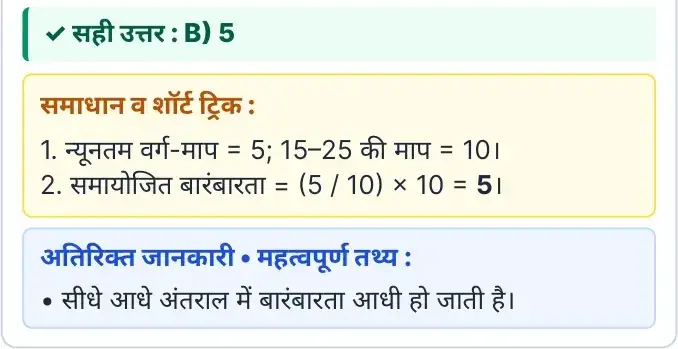 ✓ सही उत्तर : B) 5
समाधान व शॉर्ट ट्रिक :
1. न्यूनतम वर्ग-माप = 5; 15–25 की माप = 10।
2. समायोजित बारंबारता = (5 / 10) × 10 = 5।
अतिरिक्त जानकारी • महत्वपूर्ण तथ्य :
• सीधे आधे अंतराल में बारंबारता आधी हो जाती है।